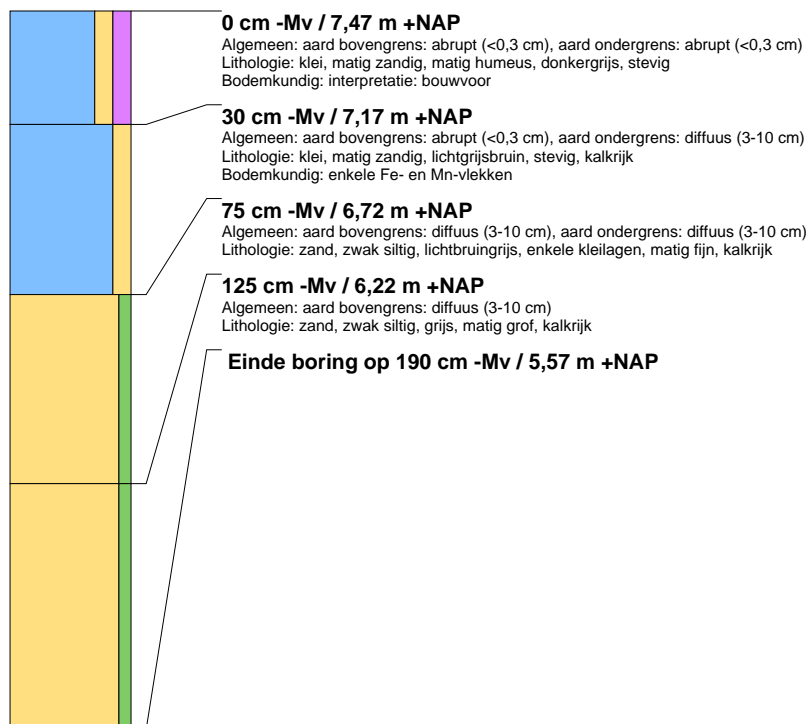 0 cm -Mv / 7,47 m +NAP
Algemeen: aard bovengrens: abrupt (<0,3 cm), aard ondergrens: abrupt (<0,3 cm)
Lithologie: klei, matig zandig, matig humeus, donkergrijs, stevig
Bodemkundig: interpretatie: bouwvoor
30 cm -Mv / 7,17 m +NAP
Algemeen: aard bovengrens: abrupt (<0,3 cm), aard ondergrens: diffuus (3-10 cm)
Lithologie: klei, matig zandig, lichtgrijsbruin, stevig, kalkrijk
Bodemkundig: enkele Fe- en Mn-vlekken
75 cm -Mv / 6,72 m +NAP
Algemeen: aard bovengrens: diffuus (3-10 cm), aard ondergrens: diffuus (3-10 cm)
Lithologie: zand, zwak siltig, lichtbruingrijs, enkele kleilagen, matig fijn, kalkrijk
125 cm -Mv / 6,22 m +NAP
Algemeen: aard bovengrens: diffuus (3-10 cm)
Lithologie: zand, zwak siltig, grijs, matig grof, kalkrijk
Einde boring op 190 cm -Mv / 5,57 m +NAP